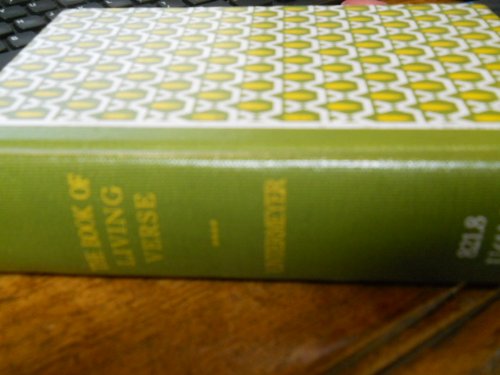 THE BOOK OF
LIVING
VERSE
UNTERMEYER
821.8